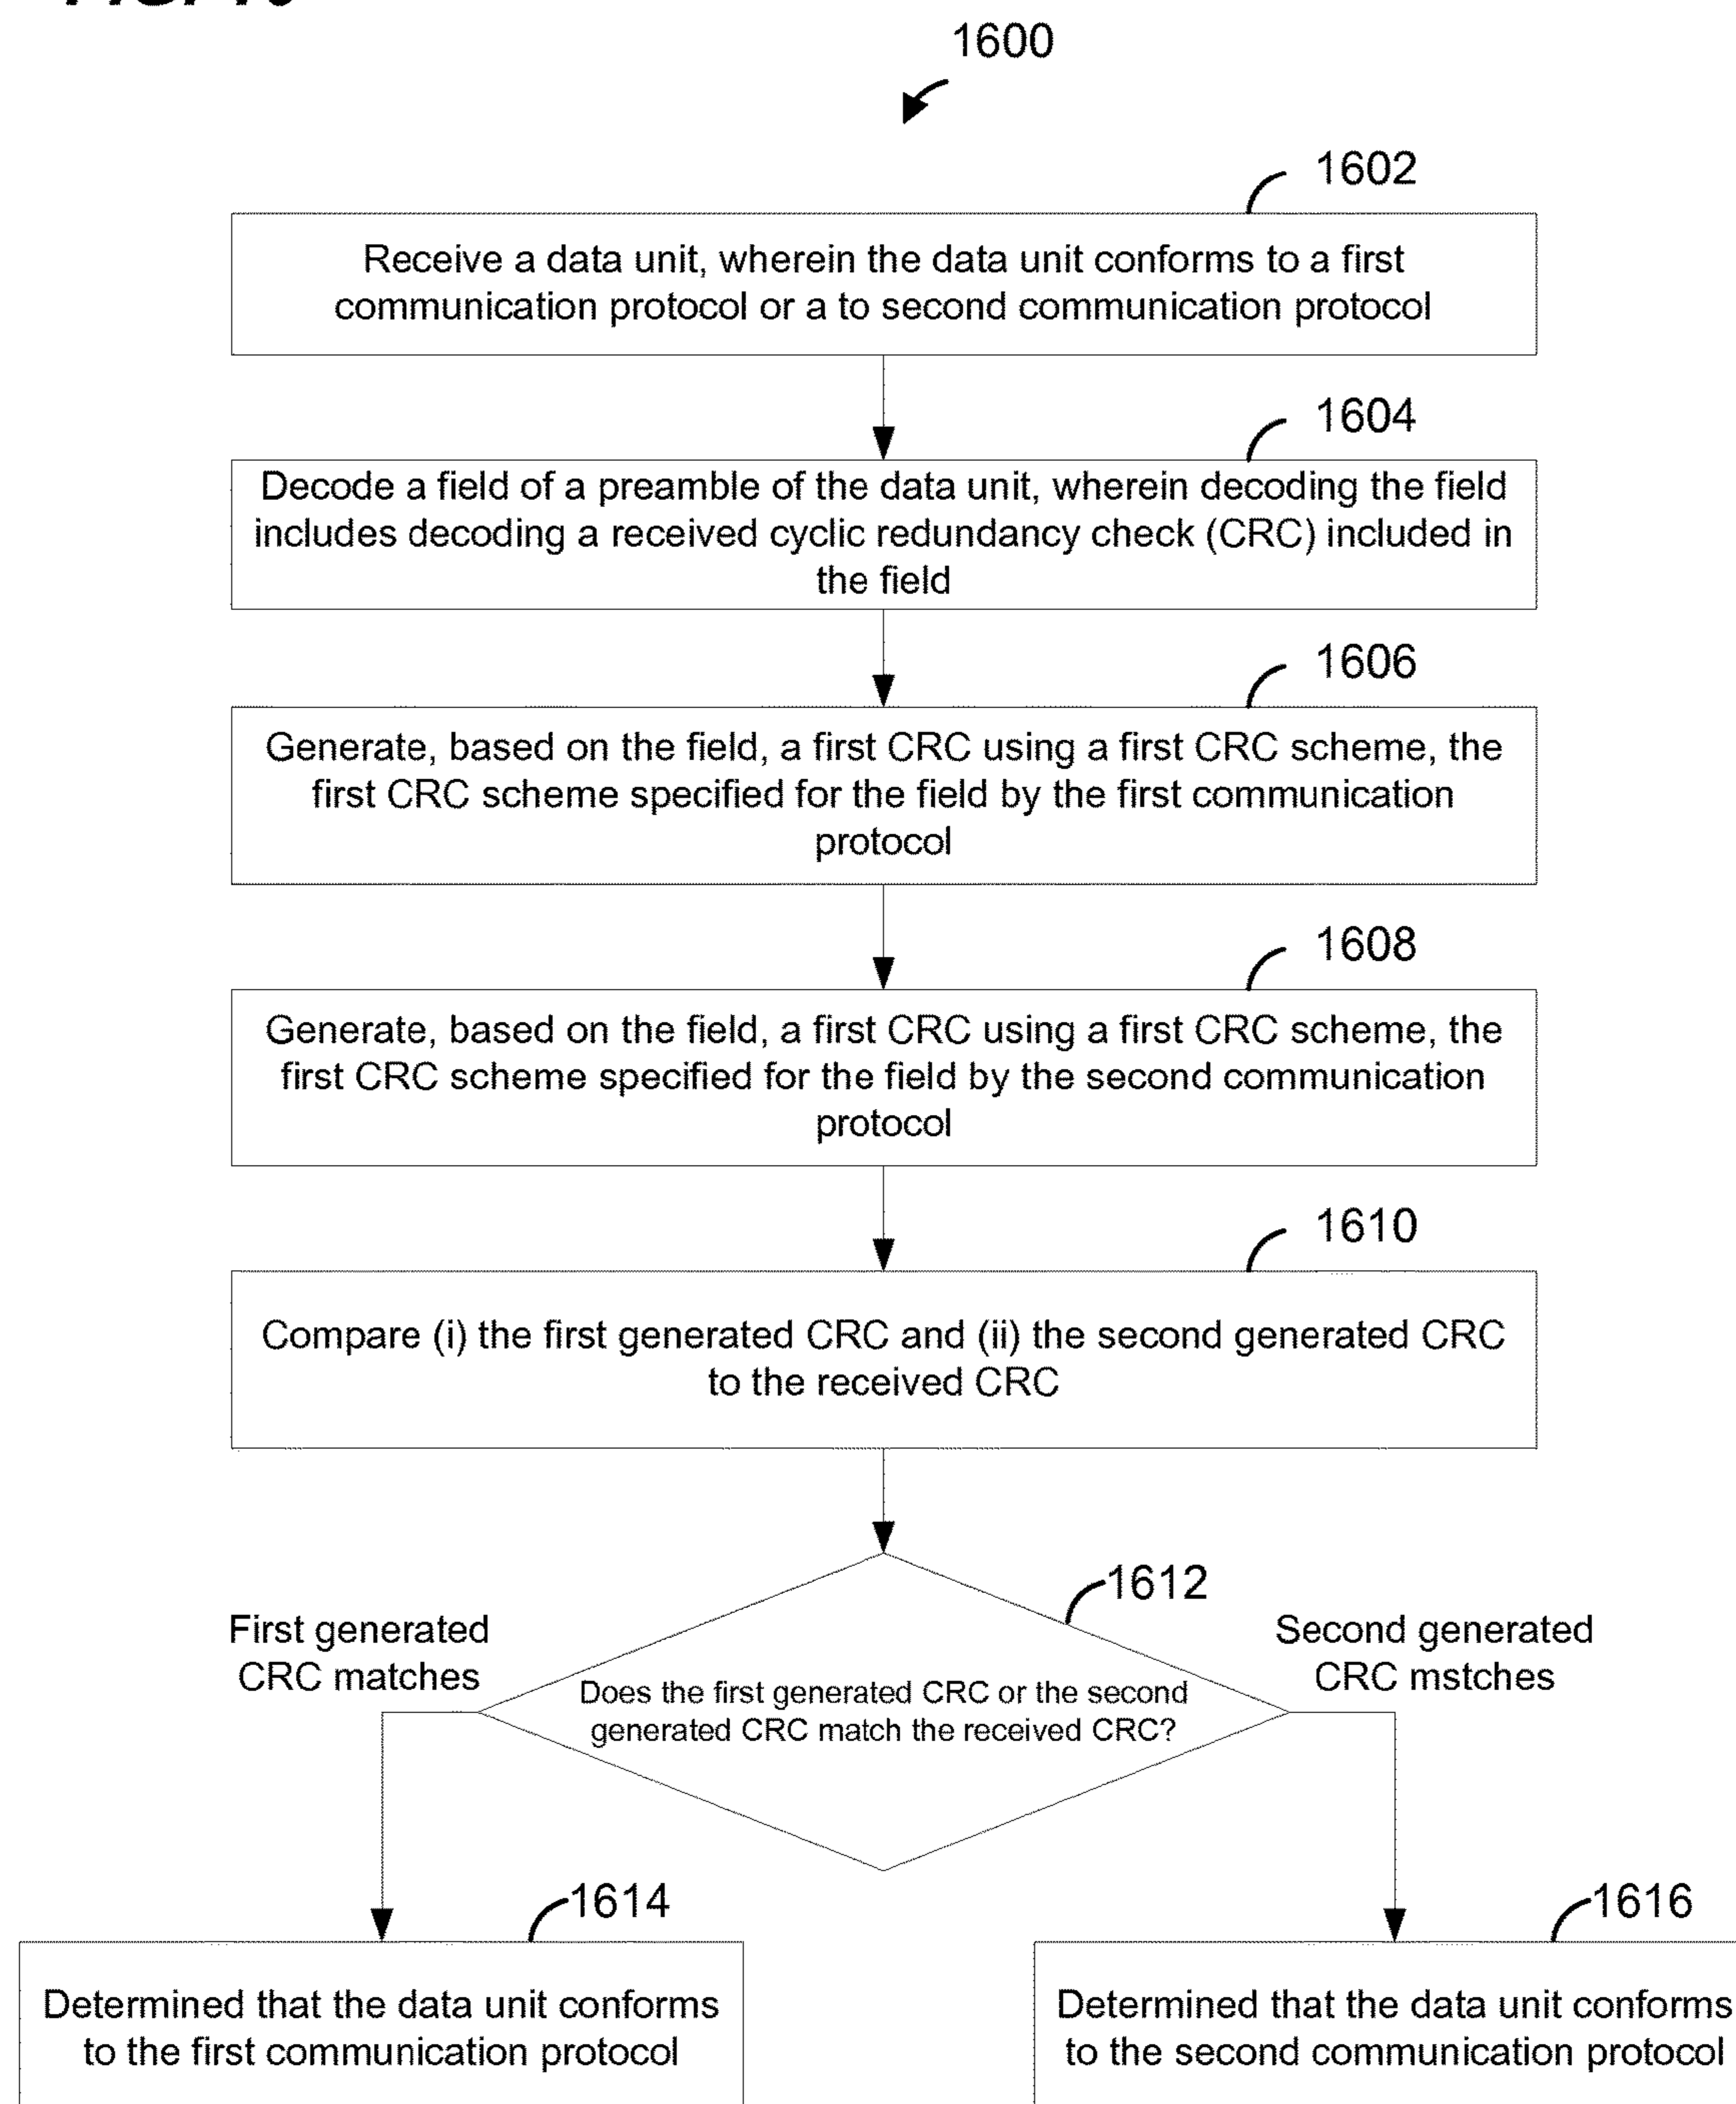 1600
1602
Receive a data unit, wherein the data unit conforms to a first
communication protocol or a to second communication protocol
1604
Decode a field of a preamble of the data unit, wherein decoding the field
includes decoding a received cyclic redundancy check (CRC) included in
the field
1606
Generate, based on the field, a first CRC using a first CRC scheme, the
first CRC scheme specified for the field by the first communication
protocol
1608
Generate, based on the field, a first CRC using a first CRC scheme, the
first CRC scheme specified for the field by the second communication
protocol
1610
Compare (i) the first generated CRC and (ii) the second generated CRC
to the received CRC
1612
First generated
CRC matches
Second generated
CRC mstches
Does the first generated CRC or the second
generated CRC match the received CRC?
1614
1616
Determined that the data unit conforms
to the first communication protocol
Determined that the data unit conforms
to the second communication protocol